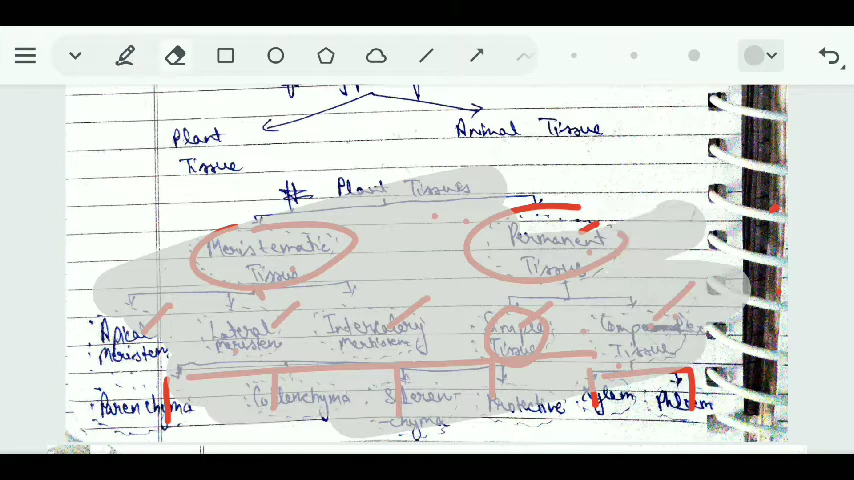 Plant
Tissue
Animal Tissue
# Plant Tissues
Meristematic
Tissue
Permanent
Tissue
Apical
Meristem
Lateral
Meristem
Intercalary
Meristem
Simple
Tissue
Complex
Tissue
Parenchyma
Collenchyma
Scleren-
chyma
Protective
Xylem
Phloem